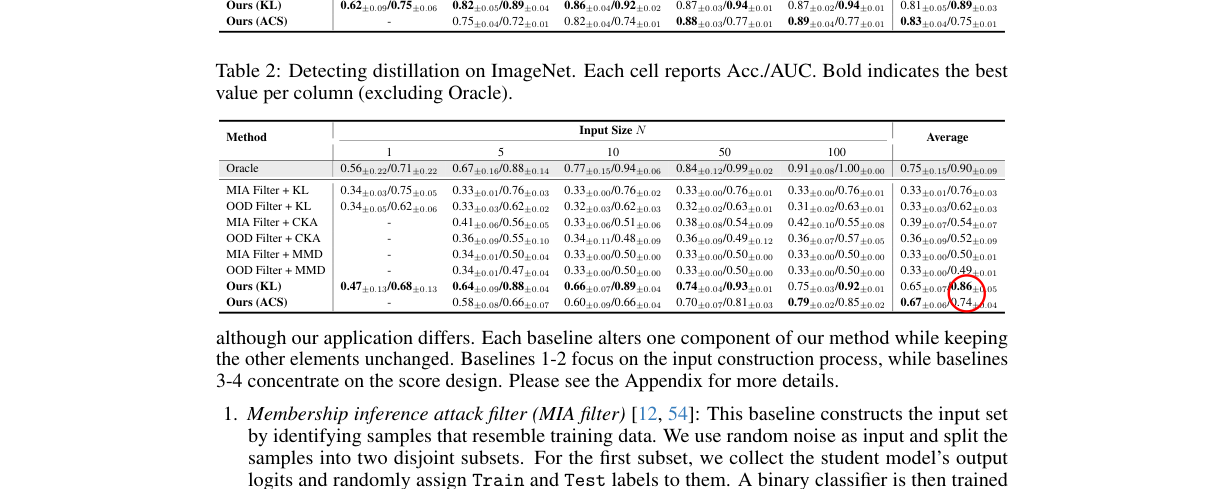 Ours (KL) 0.62±0.09/0.75±0.06 0.82±0.05/0.89±0.04 0.86±0.04/0.92±0.02 0.87±0.03/0.94±0.01 0.87±0.02/0.94±0.01 0.81±0.05/0.89±0.03
Ours (ACS) - 0.75±0.04/0.72±0.01 0.82±0.04/0.74±0.01 0.88±0.03/0.77±0.01 0.89±0.04/0.77±0.01 0.83±0.04/0.75±0.01
Table 2: Detecting distillation on ImageNet. Each cell reports Acc./AUC. Bold indicates the best
value per column (excluding Oracle).
Method Input Size N Average
1 5 10 50 100
Oracle 0.56±0.22/0.71±0.22 0.67±0.16/0.88±0.14 0.77±0.15/0.94±0.06 0.84±0.12/0.99±0.02 0.91±0.08/1.00±0.00 0.75±0.15/0.90±0.09
MIA Filter + KL 0.34±0.03/0.75±0.05 0.33±0.01/0.76±0.03 0.33±0.00/0.76±0.02 0.33±0.00/0.76±0.01 0.33±0.00/0.76±0.01 0.33±0.01/0.76±0.03
OOD Filter + KL 0.34±0.05/0.62±0.06 0.33±0.03/0.62±0.02 0.32±0.03/0.62±0.03 0.32±0.02/0.63±0.01 0.31±0.02/0.63±0.01 0.33±0.03/0.62±0.03
MIA Filter + CKA - 0.41±0.06/0.56±0.05 0.33±0.06/0.51±0.06 0.38±0.08/0.54±0.09 0.42±0.10/0.55±0.08 0.39±0.07/0.54±0.07
OOD Filter + CKA - 0.36±0.09/0.55±0.10 0.34±0.11/0.48±0.09 0.36±0.09/0.49±0.12 0.36±0.07/0.57±0.05 0.36±0.09/0.52±0.09
MIA Filter + MMD - 0.34±0.01/0.50±0.04 0.33±0.00/0.50±0.00 0.33±0.00/0.50±0.00 0.33±0.00/0.50±0.00 0.33±0.00/0.50±0.01
OOD Filter + MMD - 0.34±0.01/0.47±0.04 0.33±0.00/0.50±0.00 0.33±0.00/0.50±0.00 0.33±0.00/0.50±0.00 0.33±0.00/0.49±0.01
Ours (KL) 0.47±0.13/0.68±0.13 0.64±0.09/0.88±0.04 0.66±0.07/0.89±0.04 0.74±0.04/0.93±0.01 0.75±0.03/0.92±0.01 0.65±0.07/0.86±0.05
Ours (ACS) - 0.58±0.08/0.66±0.07 0.60±0.09/0.66±0.04 0.70±0.07/0.81±0.03 0.79±0.02/0.85±0.02 0.67±0.06/0.74±0.04
although our application differs. Each baseline alters one component of our method while keeping
the other elements unchanged. Baselines 1-2 focus on the input construction process, while baselines
3-4 concentrate on the score design. Please see the Appendix for more details.
1. Membership inference attack filter (MIA filter) [12, 54]: This baseline constructs the input set
by identifying samples that resemble training data. We use random noise as input and split the
samples into two disjoint subsets. For the first subset, we collect the student model's output
logits and randomly assign Train and Test labels to them. A binary classifier is then trained